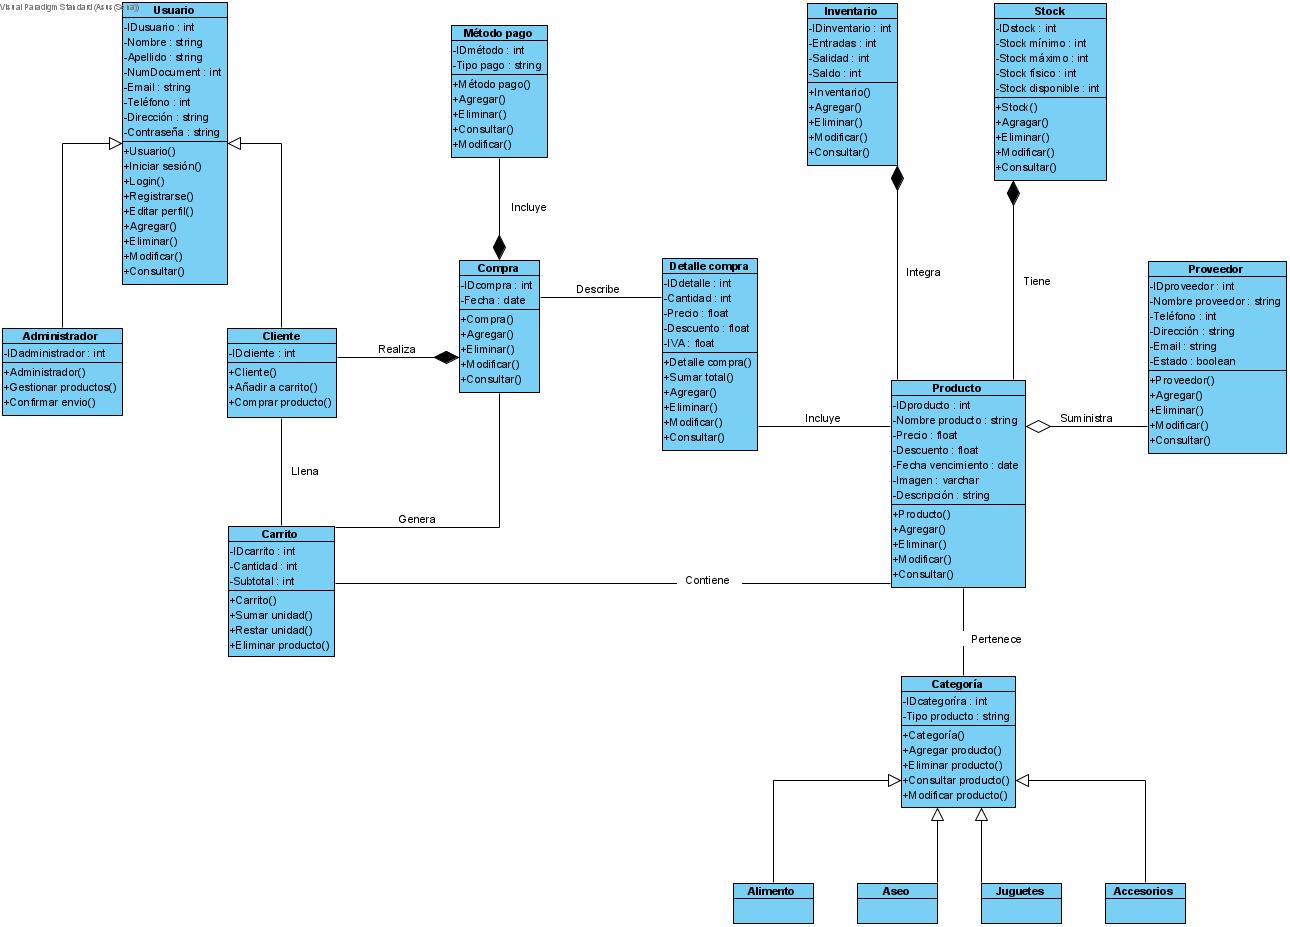 Visual Paradigm Standard (Asus (Sena))
Usuario
-IDusuario : int
-Nombre : string
-Apellido : string
-NumDocument : int
-Email : string
-Teléfono : int
-Dirección : string
-Contraseña : string
+Usuario()
+Iniciar sesión()
+Login()
+Registrarse()
+Editar perfil()
+Agregar()
+Eliminar()
+Modificar()
+Consultar()
Método pago
-IDmétodo : int
-Tipo pago : string
+Método pago()
+Agregar()
+Eliminar()
+Consultar()
+Modificar()
Inventario
-IDinventario : int
-Entradas : int
-Salidad : int
-Saldo : int
+Inventario()
+Agregar()
+Eliminar()
+Modificar()
+Consultar()
Stock
-IDstock : int
-Stock mínimo : int
-Stock máximo : int
-Stock físico : int
-Stock disponible : int
+Stock()
+Agragar()
+Eliminar()
+Modificar()
+Consultar()
Incluye
Integra
Tiene
Administrador
-IDadministrador : int
+Administrador()
+Gestionar productos()
+Confirmar envio()
Cliente
-IDcliente : int
+Cliente()
+Añadir a carrito()
+Comprar producto()
Realiza
Compra
-IDcompra : int
-Fecha : date
+Compra()
+Agregar()
+Eliminar()
+Modificar()
+Consultar()
Describe
Detalle compra
-IDdetalle : int
-Cantidad : int
-Precio : float
-Descuento : float
-IVA : float
+Detalle compra()
+Sumar total()
+Agregar()
+Eliminar()
+Modificar()
+Consultar()
Incluye
Producto
-IDproducto : int
-Nombre producto : string
-Precio : float
-Descuento : float
-Fecha vencimiento : date
-Imagen : varchar
-Descripción : string
+Producto()
+Agregar()
+Eliminar()
+Modificar()
+Consultar()
Suministra
Proveedor
-IDproveedor : int
-Nombre proveedor : string
-Teléfono : int
-Dirección : string
-Email : string
-Estado : boolean
+Proveedor()
+Agregar()
+Eliminar()
+Modificar()
+Consultar()
Llena
Genera
Carrito
-IDcarrito : int
-Cantidad : int
-Subtotal : int
+Carrito()
+Sumar unidad()
+Restar unidad()
+Eliminar producto()
Contiene
Pertenece
Categoría
-IDcategoríra : int
-Tipo producto : string
+Categoría()
+Agregar producto()
+Eliminar producto()
+Consultar producto()
+Modificar producto()
Alimento
Aseo
Juguetes
Accesorios